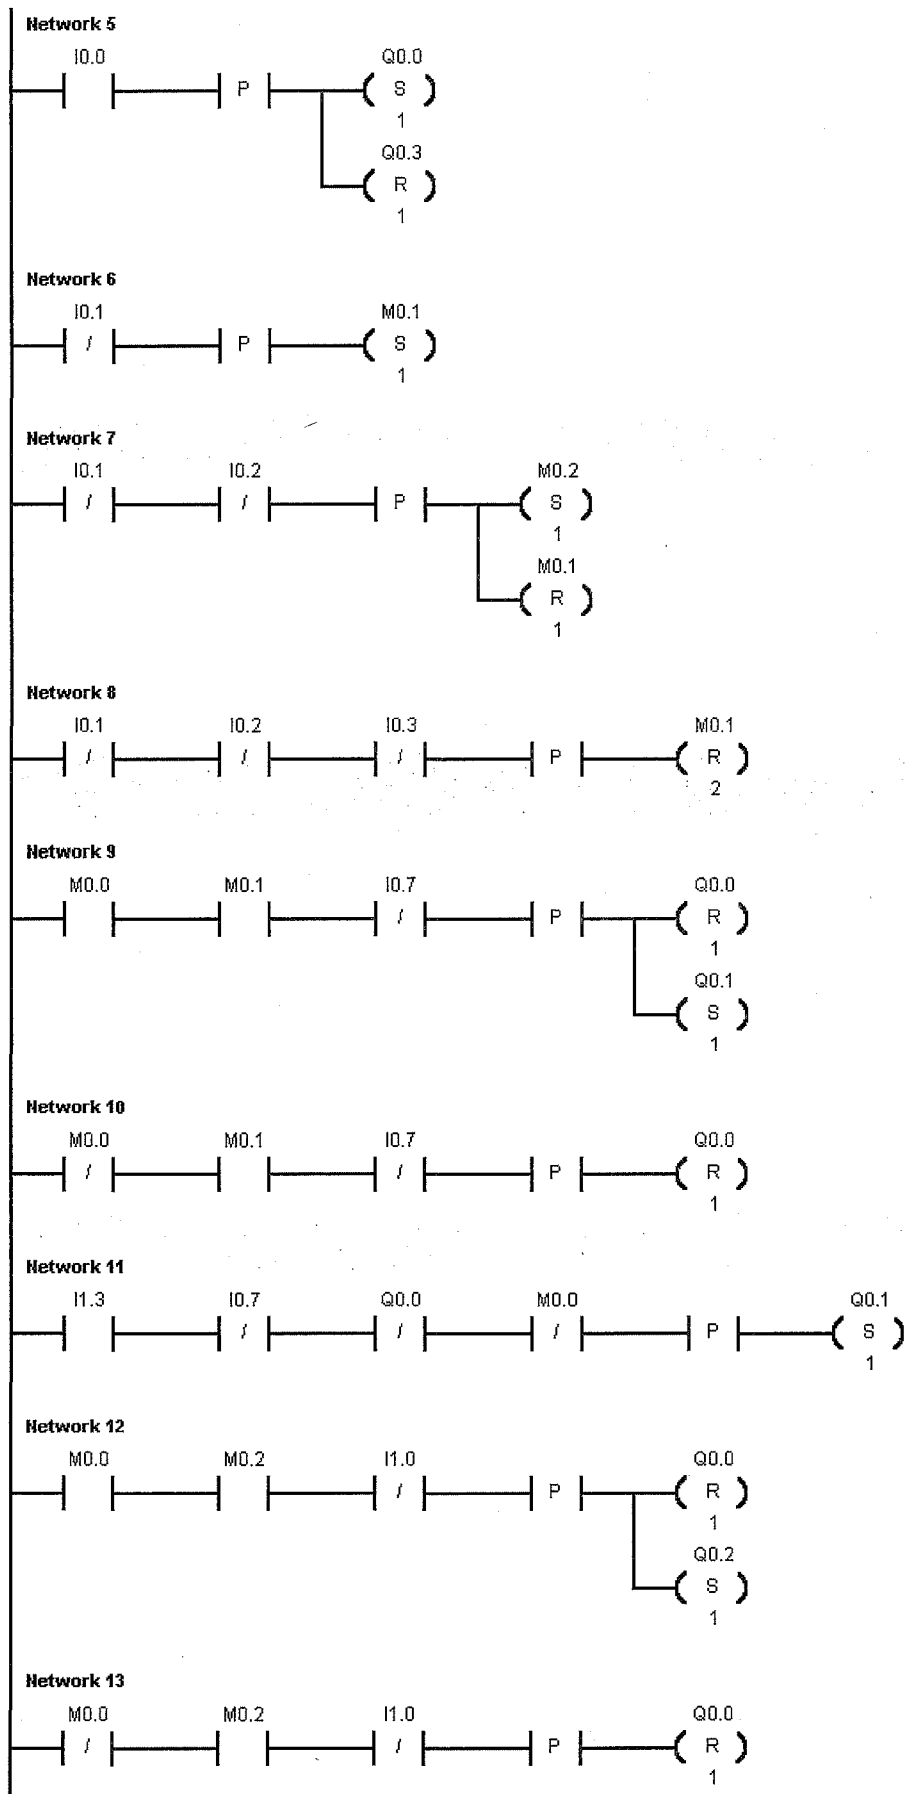 Network 5
I0.0 Q0.0
P S
1
Q0.3
R
1
Network 6
I0.1 M0.1
/ P S
1
Network 7
I0.1 I0.2 M0.2
/ / P S
1
M0.1
R
1
Network 8
I0.1 I0.2 I0.3 M0.1
/ / / P R
2
Network 9
M0.0 M0.1 I0.7 Q0.0
/ P R
1
Q0.1
S
1
Network 10
M0.0 M0.1 I0.7 Q0.0
/ / P R
1
Network 11
I1.3 I0.7 Q0.0 M0.0 Q0.1
/ / / P S
1
Network 12
M0.0 M0.2 I1.0 Q0.0
/ P R
1
Q0.2
S
1
Network 13
M0.0 M0.2 I1.0 Q0.0
/ / P R
1